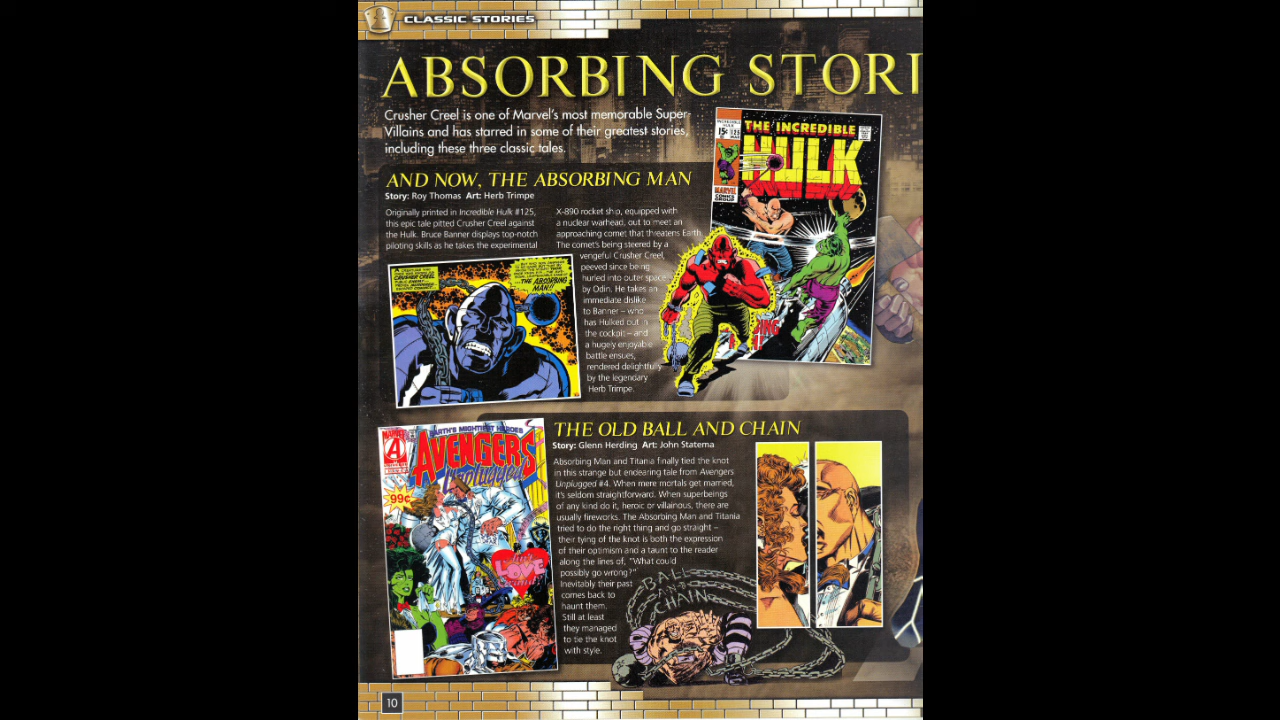 CLASSIC STORIES
ABSORBING STORI
Crusher Creel is one of Marvel's most memorable Super-
Villains and has starred in some of their greatest stories,
including these three classic tales.
AND NOW, THE ABSORBING MAN
Story: Roy Thomas Art: Herb Trimpe
Originally printed in Incredible Hulk #125,
this epic tale pitted Crusher Creel against
the Hulk. Bruce Banner displays top-notch
piloting skills as he takes the experimental
X-890 rocket ship, equipped with
a nuclear warhead, out to meet an
approaching comet that threatens Earth.
The comet's being steered by a
vengeful Crusher Creel,
peeved since being
hurled into outer space
by Odin. He takes an
immediate dislike
to Banner – who
has Hulked out in
the cockpit – and
a hugely enjoyable
battle ensues,
rendered delightfully
by the legendary
Herb Trimpe.
CRUSHER CREEL
...THE ABSORBING
MAN!!
15¢
125
THE INCREDIBLE
HULK
MARVEL
COMICS
GROUP
THE OLD BALL AND CHAIN
Story: Glenn Herding Art: John Statema
Absorbing Man and Titania finally tied the knot
in this strange but endearing tale from Avengers
Unplugged #4. When mere mortals get married,
it's seldom straightforward. When superbeings
of any kind do it, heroic or villainous, there are
usually fireworks. The Absorbing Man and Titania
tried to do the right thing and go straight –
their tying of the knot is both the expression
of their optimism and a taunt to the reader
along the lines of, "What could
possibly go wrong?"
Inevitably their past
comes back to
haunt them.
Still at least
they managed
to tie the knot
with style.
MARVEL
EARTH'S MIGHTIEST HEROES
AVENGERS
Unplugged
99¢
Ain't
LOVE
Grand?
BALL
AND
CHAIN
10